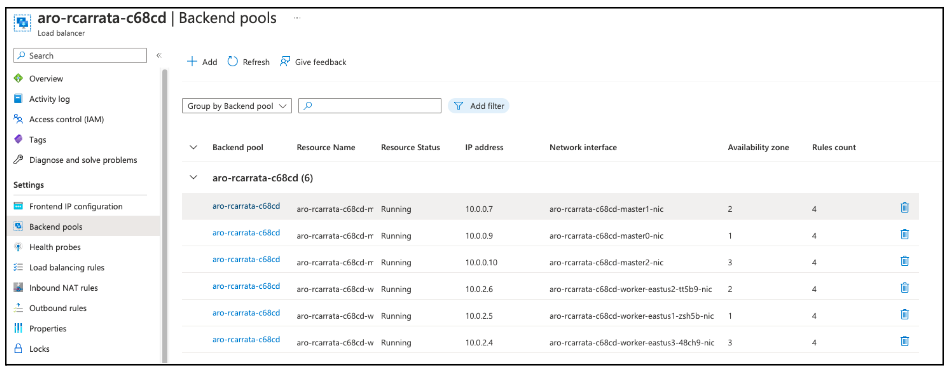 aro-rcarrata-c68cd | Backend pools ...
Load balancer
Search «
Overview
Activity log
Access control (IAM)
Tags
Diagnose and solve problems
Settings
Frontend IP configuration
Backend pools
Health probes
Load balancing rules
Inbound NAT rules
Outbound rules
Properties
Locks
Add Refresh Give feedback
Group by Backend pool Add filter
Backend pool Resource Name Resource Status IP address Network interface Availability zone Rules count
aro-rcarrata-c68cd (6)
aro-rcarrata-c68cd aro-rcarrata-c68cd-m Running 10.0.0.7 aro-rcarrata-c68cd-master1-nic 2 4
aro-rcarrata-c68cd aro-rcarrata-c68cd-m Running 10.0.0.9 aro-rcarrata-c68cd-master0-nic 1 4
aro-rcarrata-c68cd aro-rcarrata-c68cd-m Running 10.0.0.10 aro-rcarrata-c68cd-master2-nic 3 4
aro-rcarrata-c68cd aro-rcarrata-c68cd-w Running 10.0.2.6 aro-rcarrata-c68cd-worker-eastus2-tt5b9-nic 2 4
aro-rcarrata-c68cd aro-rcarrata-c68cd-w Running 10.0.2.5 aro-rcarrata-c68cd-worker-eastus1-zsh5b-nic 1 4
aro-rcarrata-c68cd aro-rcarrata-c68cd-w Running 10.0.2.4 aro-rcarrata-c68cd-worker-eastus3-48ch9-nic 3 4